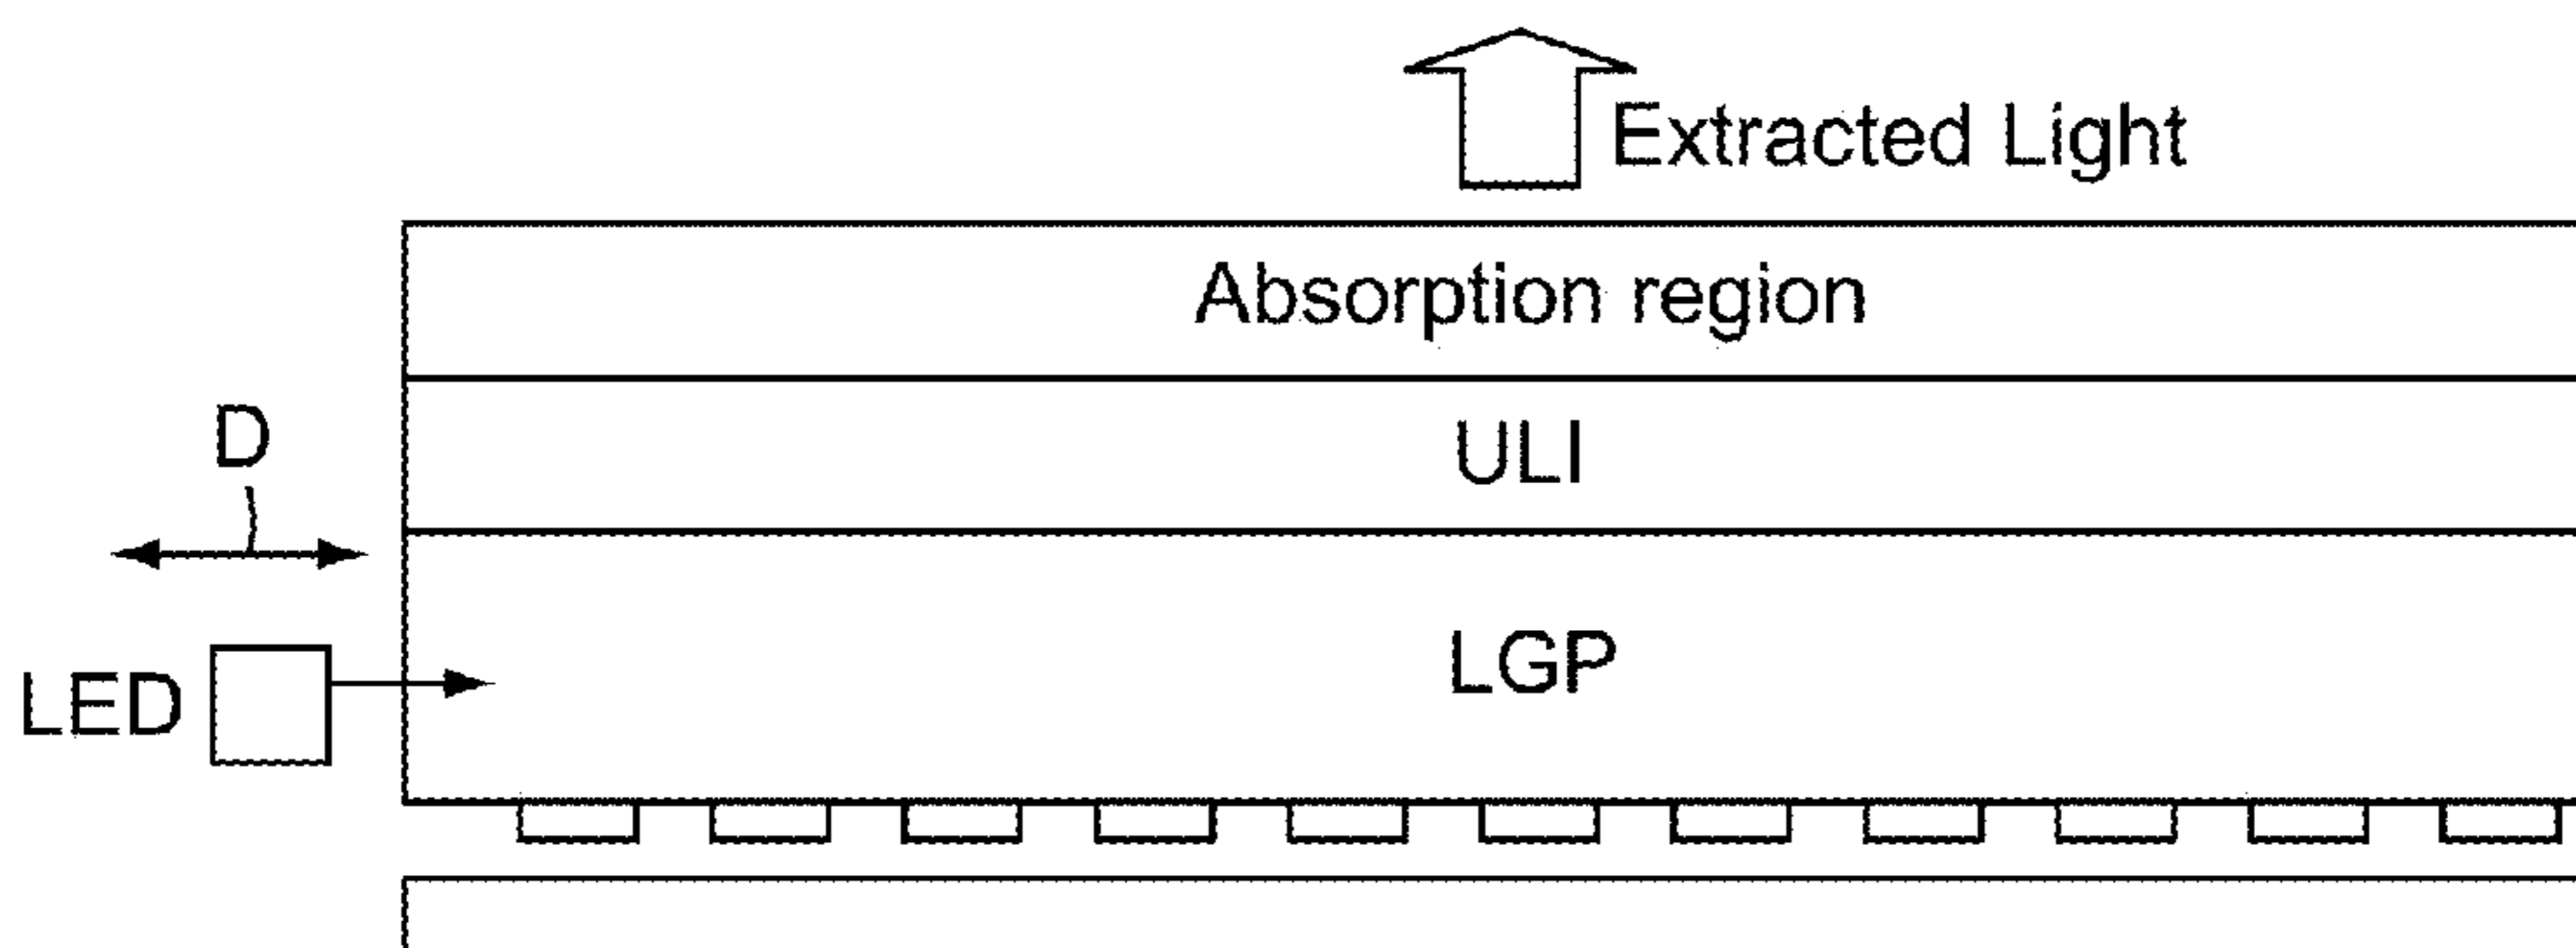 Extracted Light
Absorption region
ULI
D
LGP
LED